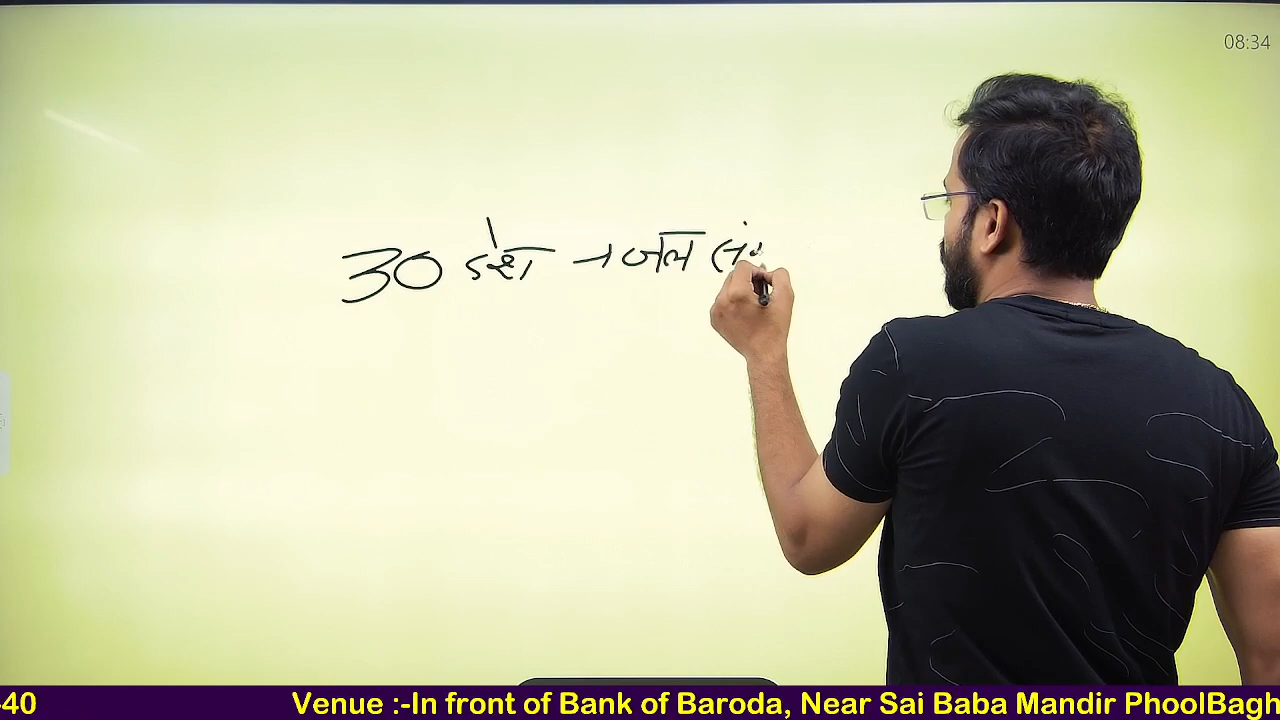 08:34
30 देश → जल सं
-40 Venue :-In front of Bank of Baroda, Near Sai Baba Mandir PhoolBagh